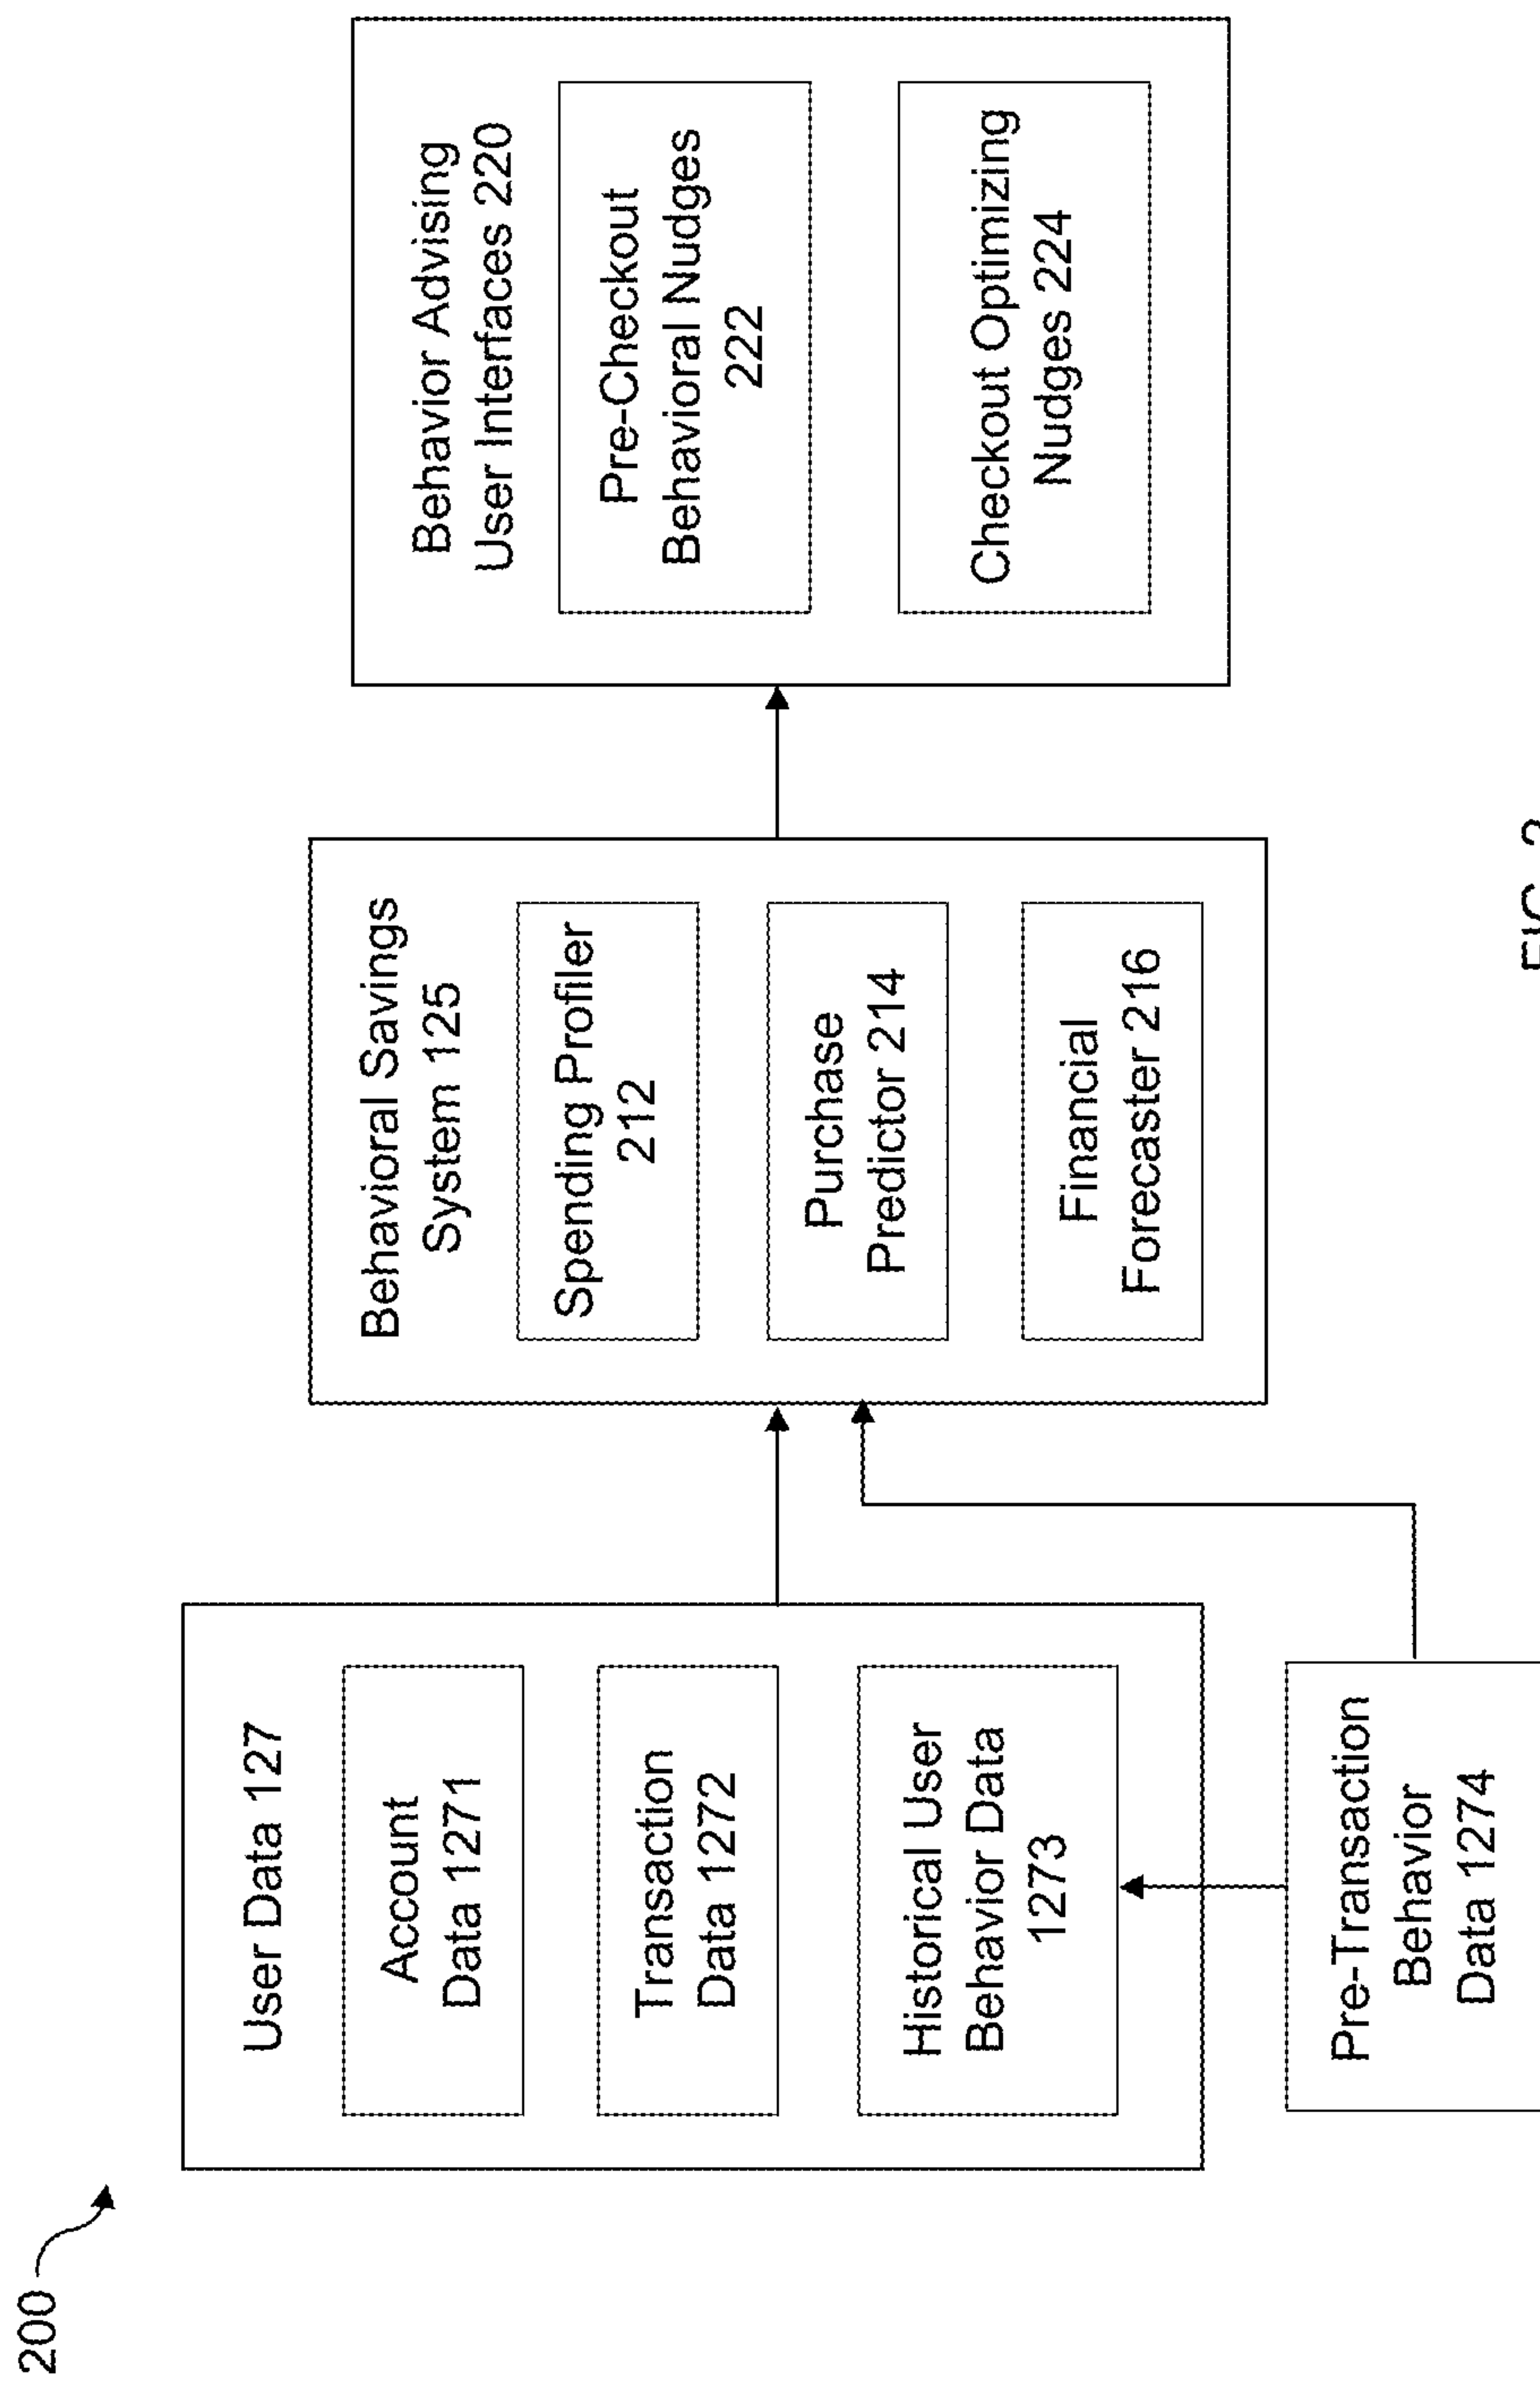 200
User Data 127
Account
Data 1271
Transaction
Data 1272
Historical User
Behavior Data
1273
Pre-Transaction
Behavior
Data 1274
Behavioral Savings
System 125
Spending Profiler
212
Purchase
Predictor 214
Financial
Forecaster 216
Behavior Advising
User Interfaces 220
Pre-Checkout
Behavioral Nudges
222
Checkout Optimizing
Nudges 224
FIG.